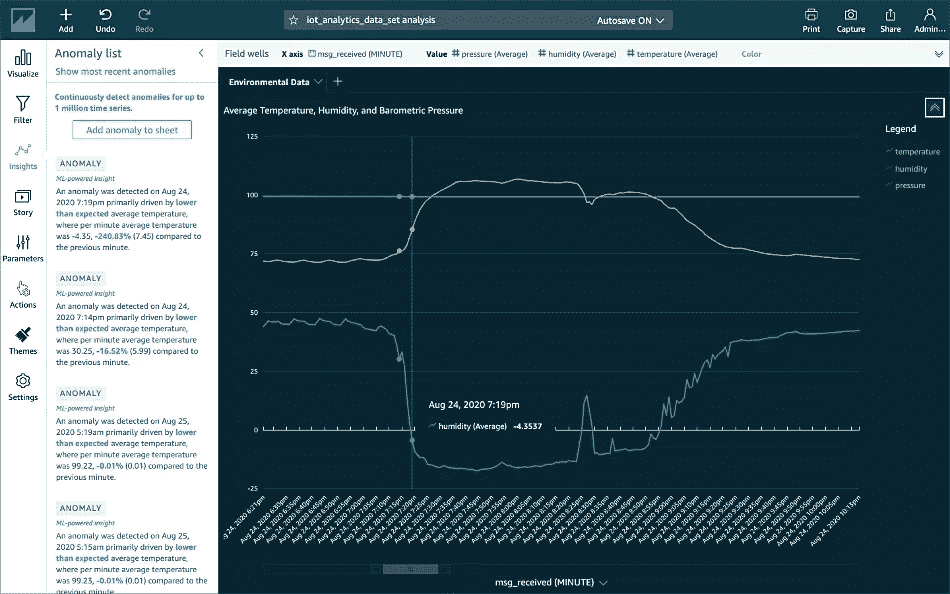 Add
Undo
Redo
iot_analytics_data_set analysis
Autosave ON
Print
Capture
Share
Admin...
Visualize
Filter
Insights
Story
Parameters
Actions
Themes
Settings
Anomaly list
Show most recent anomalies
Continuously detect anomalies for up to
1 million time series.
Add anomaly to sheet
ANOMALY
ML-powered Insight
An anomaly was detected on Aug 24,
2020 7:19pm primarily driven by lower
than expected average temperature,
where per minute average temperature
was -4.35, -240.83% (7.45) compared to
the previous minute.
ANOMALY
ML-powered Insight
An anomaly was detected on Aug 24,
2020 7:14pm primarily driven by lower
than expected average temperature,
where per minute average temperature
was 30.25, -16.52% (5.99) compared to
the previous minute.
ANOMALY
ML-powered Insight
An anomaly was detected on Aug 25,
2020 5:19am primarily driven by lower
than expected average temperature,
where per minute average temperature
was 99.22, -0.01% (0.01) compared to the
previous minute.
ANOMALY
ML-powered Insight
An anomaly was detected on Aug 25,
2020 5:15am primarily driven by lower
than expected average temperature,
where per minute average temperature
was 99.23, -0.01% (0.01) compared to the
previous minute.
Field wells X axis msg_received (MINUTE) Value pressure (Average) humidity (Average) temperature (Average) Color
Environmental Data
Average Temperature, Humidity, and Barometric Pressure
Legend
temperature
humidity
pressure
125
100
75
50
25
0
-25
Aug 24, 2020 7:19pm
humidity (Average) -4.3537
Aug 24, 2020 10:05pm
Aug 24, 2020 10:13pm
msg_received (MINUTE)